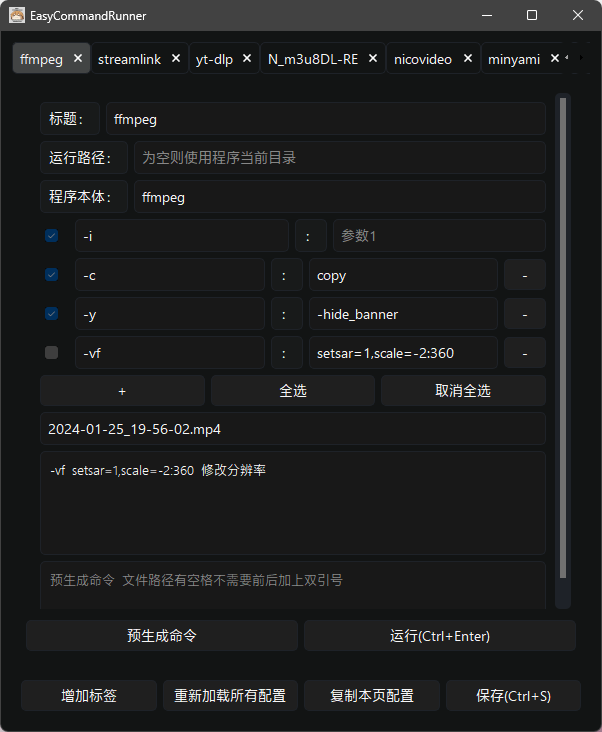 EasyCommandRunner
ffmpeg × streamlink × yt-dlp × N_m3u8DL-RE × nicovideo × minyami ×
标题： ffmpeg
运行路径： 为空则使用程序当前目录
程序本体： ffmpeg
-i ： 参数1
-c ： copy -
-y ： -hide_banner -
-vf ： setsar=1,scale=-2:360 -
+ 全选 取消全选
2024-01-25_19-56-02.mp4
-vf setsar=1,scale=-2:360 修改分辨率
预生成命令 文件路径有空格不需要前后加上双引号
预生成命令 运行(Ctrl+Enter)
增加标签 重新加载所有配置 复制本页配置 保存(Ctrl+S)